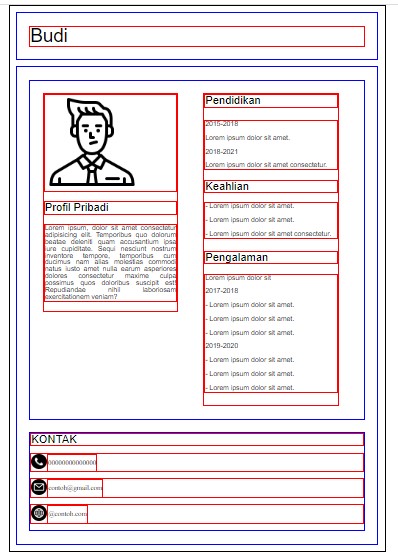 Budi
Profil Pribadi
Lorem ipsum, dolor sit amet consectetur
adipisicing elit. Temporibus quo dolorum
beatae deleniti quam accusantium ipsa
iure cupiditate. Sequi nesciunt nostrum
inventore tempore, temporibus cum
ducimus nam alias molestias commodi
natus iusto amet nulla earum asperiores
dolores consectetur maxime culpa
possimus quos doloribus suscipit est!
Repudiandae nihil laboriosam
exercitationem veniam?
Pendidikan
2015-2018
Lorem ipsum dolor sit amet.
2018-2021
Lorem ipsum dolor sit amet consectetur.
Keahlian
- Lorem ipsum dolor sit amet.
- Lorem ipsum dolor sit amet.
- Lorem ipsum dolor sit amet consectetur.
Pengalaman
Lorem ipsum dolor sit
2017-2018
- Lorem ipsum dolor sit amet.
- Lorem ipsum dolor sit amet.
- Lorem ipsum dolor sit amet.
2019-2020
- Lorem ipsum dolor sit amet.
- Lorem ipsum dolor sit amet.
- Lorem ipsum dolor sit amet.
KONTAK
contoh@gmail.com
@contoh.com